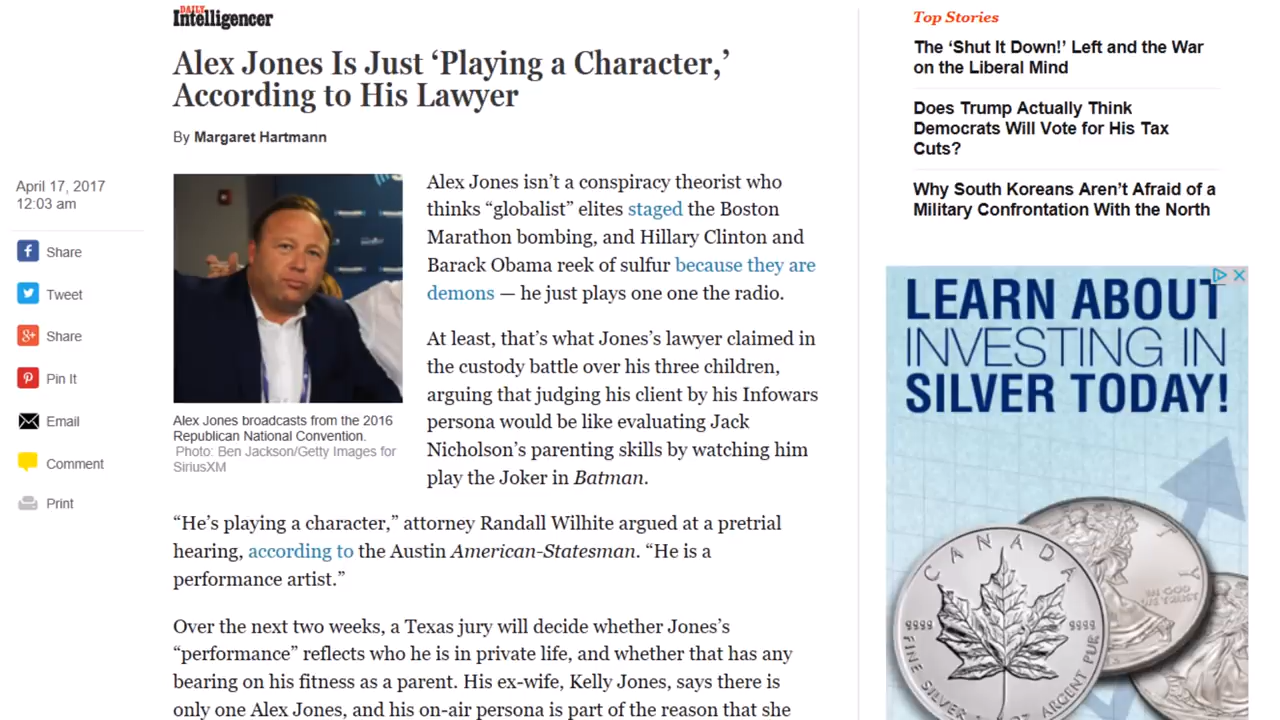 DAILY
Intelligencer
Alex Jones Is Just ‘Playing a Character,’
According to His Lawyer
By Margaret Hartmann
April 17, 2017
12:03 am
Share
Tweet
Share
Pin It
Email
Comment
Print
Alex Jones broadcasts from the 2016
Republican National Convention.
Photo: Ben Jackson/Getty Images for
SiriusXM
Alex Jones isn’t a conspiracy theorist who
thinks “globalist” elites staged the Boston
Marathon bombing, and Hillary Clinton and
Barack Obama reek of sulfur because they are
demons — he just plays one one the radio.
At least, that’s what Jones’s lawyer claimed in
the custody battle over his three children,
arguing that judging his client by his Infowars
persona would be like evaluating Jack
Nicholson’s parenting skills by watching him
play the Joker in Batman.
“He’s playing a character,” attorney Randall Wilhite argued at a pretrial
hearing, according to the Austin American-Statesman. “He is a
performance artist.”
Over the next two weeks, a Texas jury will decide whether Jones’s
“performance” reflects who he is in private life, and whether that has any
bearing on his fitness as a parent. His ex-wife, Kelly Jones, says there is
only one Alex Jones, and his on-air persona is part of the reason that she
Top Stories
The ‘Shut It Down!’ Left and the War
on the Liberal Mind
Does Trump Actually Think
Democrats Will Vote for His Tax
Cuts?
Why South Koreans Aren’t Afraid of a
Military Confrontation With the North
LEARN ABOUT
INVESTING IN
SILVER TODAY!
CANADA
9999
9999
FINE SILVER
ARGENT PUR
IN GOD
WE TRUST